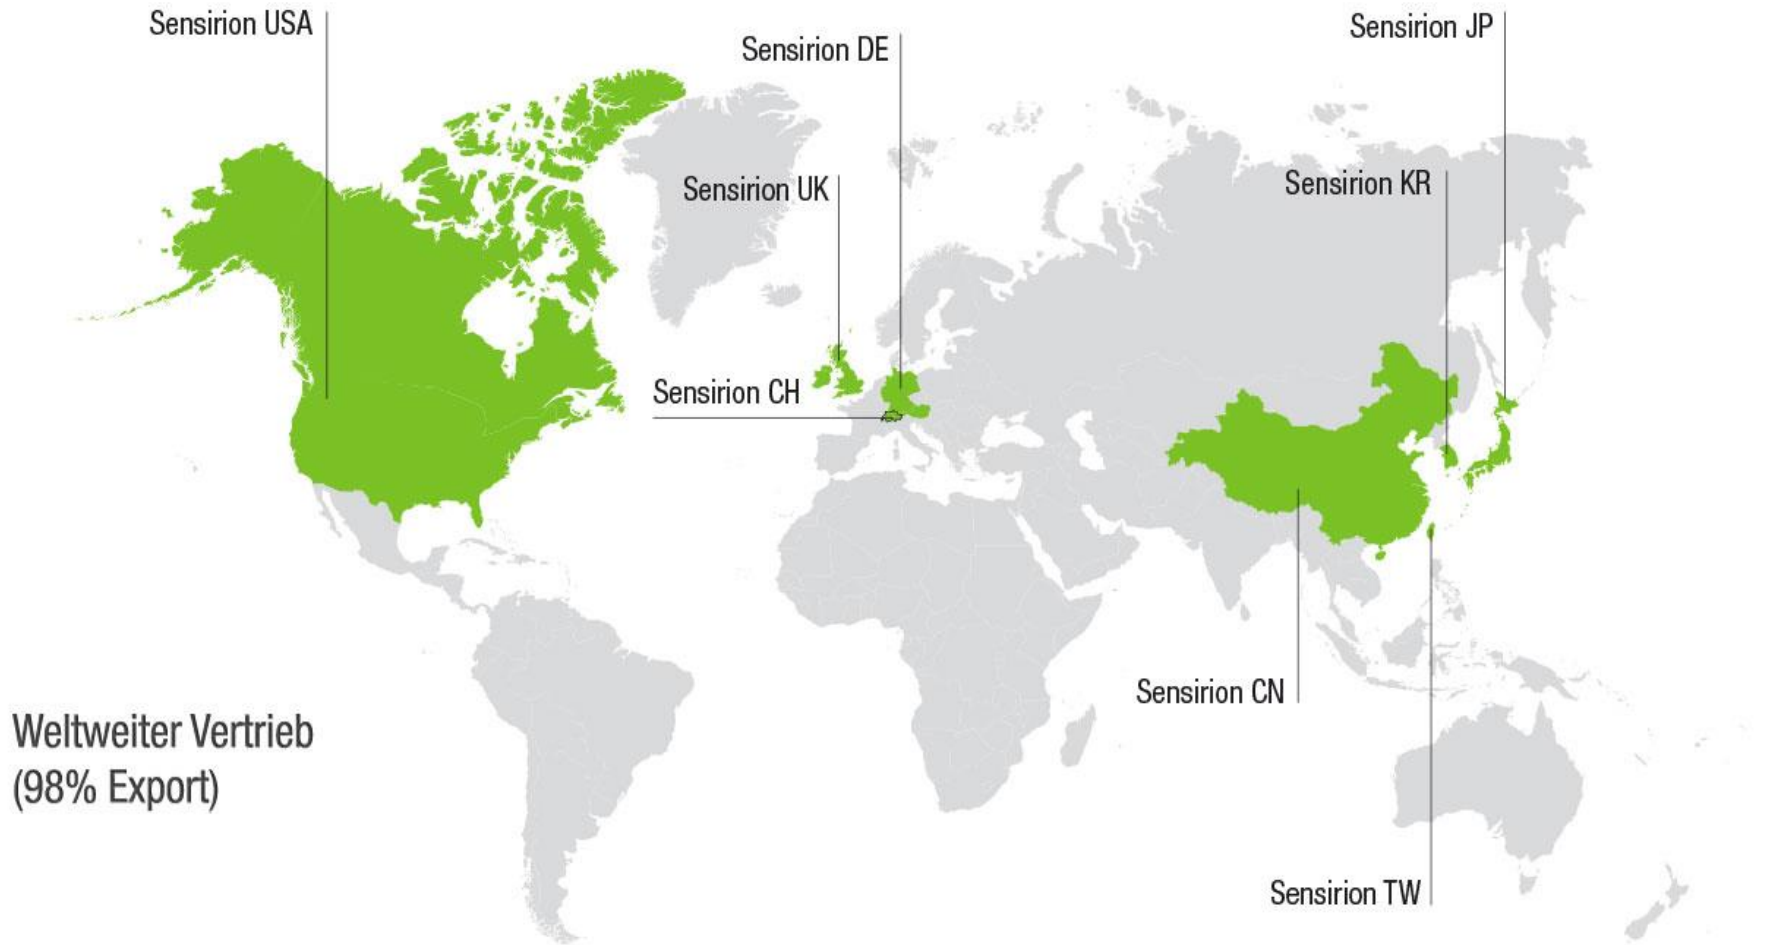 Sensirion USA
Sensirion JP
Sensirion DE
Sensirion UK
Sensirion KR
Sensirion CH
Sensirion CN
Weltweiter Vertrieb
(98% Export)
Sensirion TW